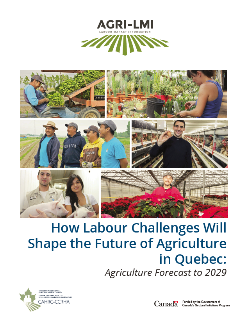 AGRI-LMI
How Labour Challenges Will
Shape the Future of Agriculture
in Quebec:
Agriculture Forecast to 2029
Canada